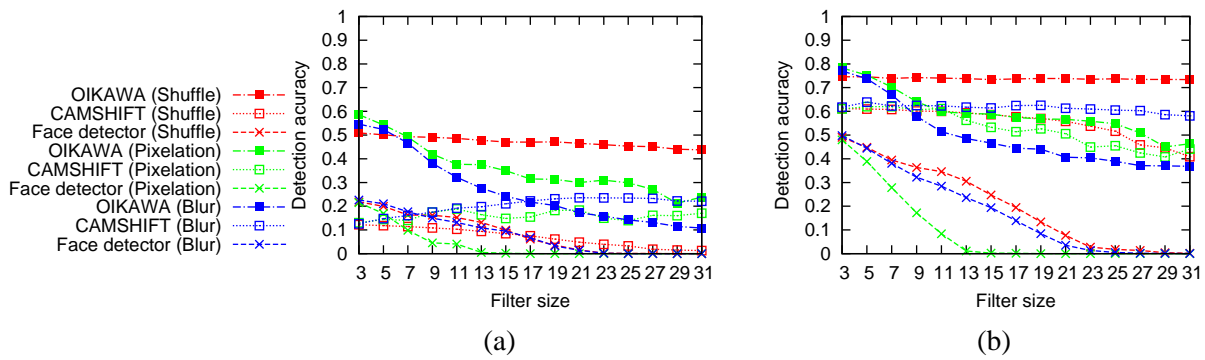 OIKAWA (Shuffle)
CAMSHIFT (Shuffle)
Face detector (Shuffle)
OIKAWA (Pixelation)
CAMSHIFT (Pixelation)
Face detector (Pixelation)
OIKAWA (Blur)
CAMSHIFT (Blur)
Face detector (Blur)
Detection acuracy
1
0.9
0.8
0.7
0.6
0.5
0.4
0.3
0.2
0.1
0
3 5 7 9 11 13 15 17 19 21 23 25 27 29 31
Filter size
(a)
Detection acuracy
1
0.9
0.8
0.7
0.6
0.5
0.4
0.3
0.2
0.1
0
3 5 7 9 11 13 15 17 19 21 23 25 27 29 31
Filter size
(b)